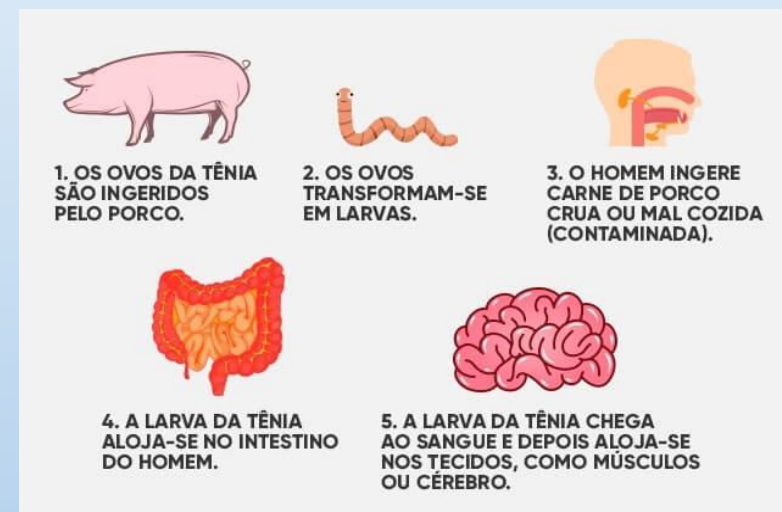 1. OS OVOS DA TÊNIA
SÃO INGERIDOS
PELO PORCO.
2. OS OVOS
TRANSFORMAM-SE
EM LARVAS.
3. O HOMEM INGERE
CARNE DE PORCO
CRUA OU MAL COZIDA
(CONTAMINADA).
4. A LARVA DA TÊNIA
ALOJA-SE NO INTESTINO
DO HOMEM.
5. A LARVA DA TÊNIA CHEGA
AO SANGUE E DEPOIS ALOJA-SE
NOS TECIDOS, COMO MÚSCULOS
OU CÉREBRO.